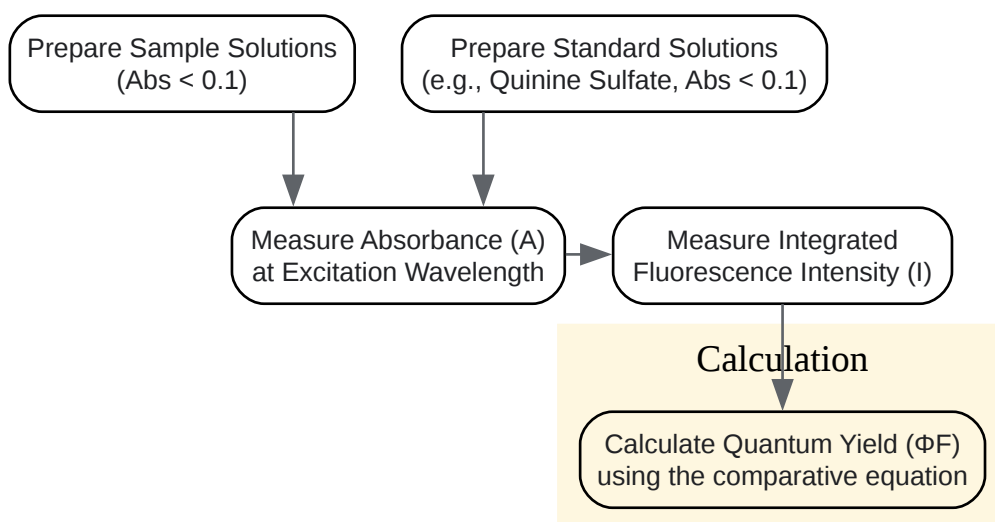 Prepare Sample Solutions
(Abs < 0.1)
Prepare Standard Solutions
(e.g., Quinine Sulfate, Abs < 0.1)
Measure Absorbance (A)
at Excitation Wavelength
Measure Integrated
Fluorescence Intensity (I)
Calculation
Calculate Quantum Yield (ΦF)
using the comparative equation